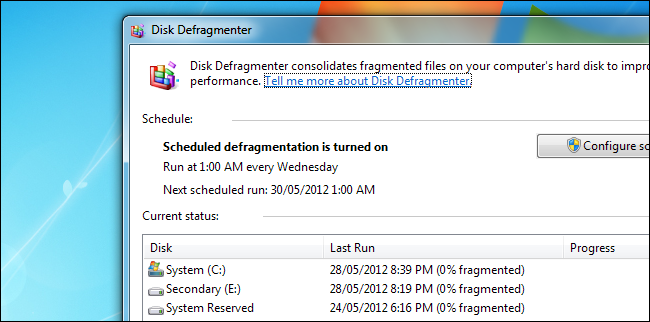 Disk Defragmenter
Disk Defragmenter consolidates fragmented files on your computer's hard disk to
performance. Tell me more about Disk Defragmenter.
Schedule:
Scheduled defragmentation is turned on
Run at 1:00 AM every Wednesday
Configure
Next scheduled run: 30/05/2012 1:00 AM
Current status:
Disk Last Run Progress
System (C:) 28/05/2012 8:39 PM (0% fragmented)
Secondary (E:) 28/05/2012 8:19 PM (0% fragmented)
System Reserved 24/05/2012 6:16 PM (0% fragmented)